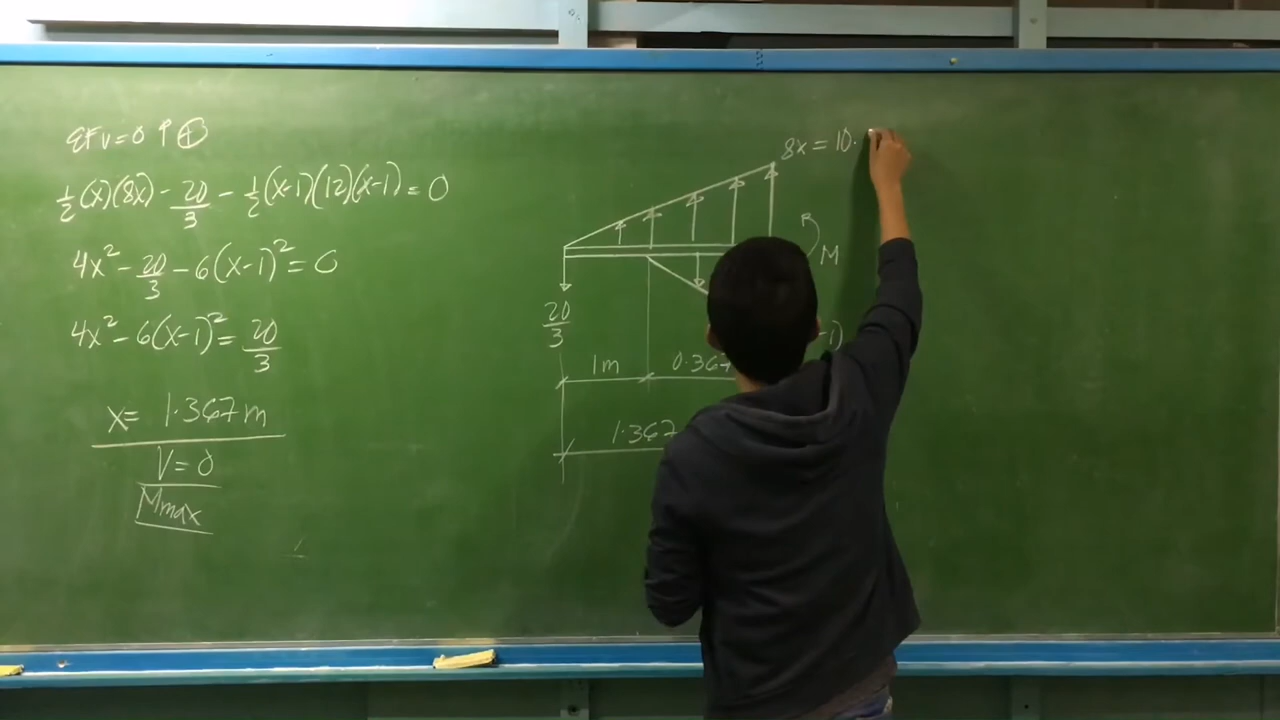 ΣFv=0 ↑⊕
1/2(x)(8x) - 20/3 - 1/2(x-1)(12)(x-1) = 0
4x² - 20/3 - 6(x-1)² = 0
4x² - 6(x-1)² = 20/3
x = 1.367m
V = 0
Mmax
8x = 10.
M
20/3
-1)
1m
0.367
1.367